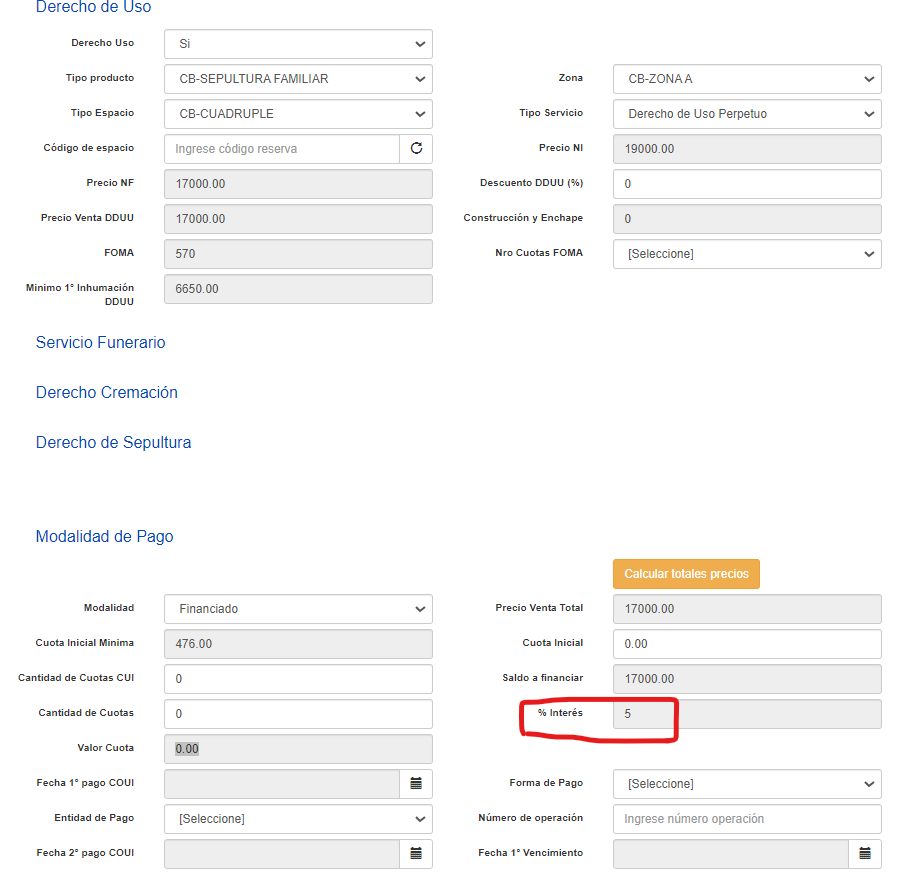 Derecho de Uso
Derecho Uso Si
Tipo producto CB-SEPULTURA FAMILIAR Zona CB-ZONA A
Tipo Espacio CB-CUADRUPLE Tipo Servicio Derecho de Uso Perpetuo
Código de espacio Ingrese código reserva Precio NI 19000.00
Precio NF 17000.00 Descuento DDUU (%) 0
Precio Venta DDUU 17000.00 Construcción y Enchape 0
FOMA 570 Nro Cuotas FOMA [Seleccione]
Minimo 1° Inhumación DDUU 6650.00
Servicio Funerario
Derecho Cremación
Derecho de Sepultura
Modalidad de Pago
Calcular totales precios
Modalidad Financiado Precio Venta Total 17000.00
Cuota Inicial Minima 476.00 Cuota Inicial 0.00
Cantidad de Cuotas CUI 0 Saldo a financiar 17000.00
Cantidad de Cuotas 0 % Interés 5
Valor Cuota 0.00
Fecha 1° pago COUI Forma de Pago [Seleccione]
Entidad de Pago [Seleccione] Número de operación Ingrese número operación
Fecha 2° pago COUI Fecha 1° Vencimiento